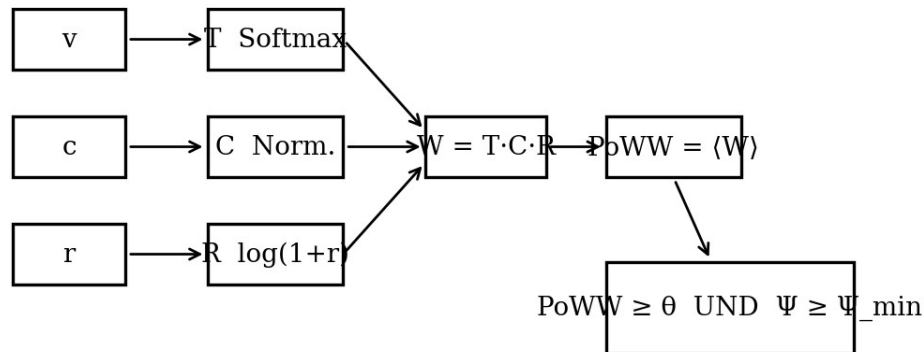 v
T Softmax
c
C Norm.
W = T·C·R
PoWW = ⟨W⟩
r
R log(1+r)
PoWW ≥ θ UND Ψ ≥ Ψ_min